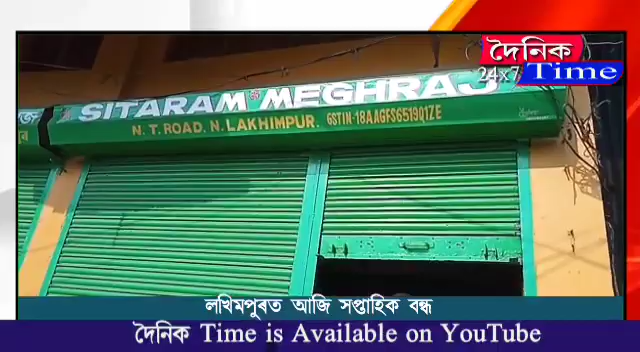 দৈনিক
24x7 Time
SITARAM MEGHRAJ
N. T. ROAD. N. LAKHIMPUR. GSTIN-18AAGFS6519Q1ZE
লখিমপুৰত আজি সপ্তাহিক বন্ধ
দৈনিক Time is Available on YouTube